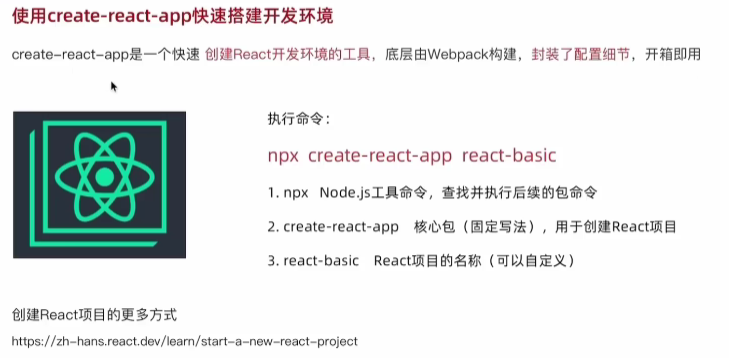 使用create-react-app快速搭建开发环境
create-react-app是一个快速 创建React开发环境的工具，底层由Webpack构建，封装了配置细节，开箱即用
执行命令：
npx create-react-app react-basic
1. npx Node.js工具命令，查找并执行后续的包命令
2. create-react-app 核心包（固定写法），用于创建React项目
3. react-basic React项目的名称（可以自定义）
创建React项目的更多方式
https://zh-hans.react.dev/learn/start-a-new-react-project